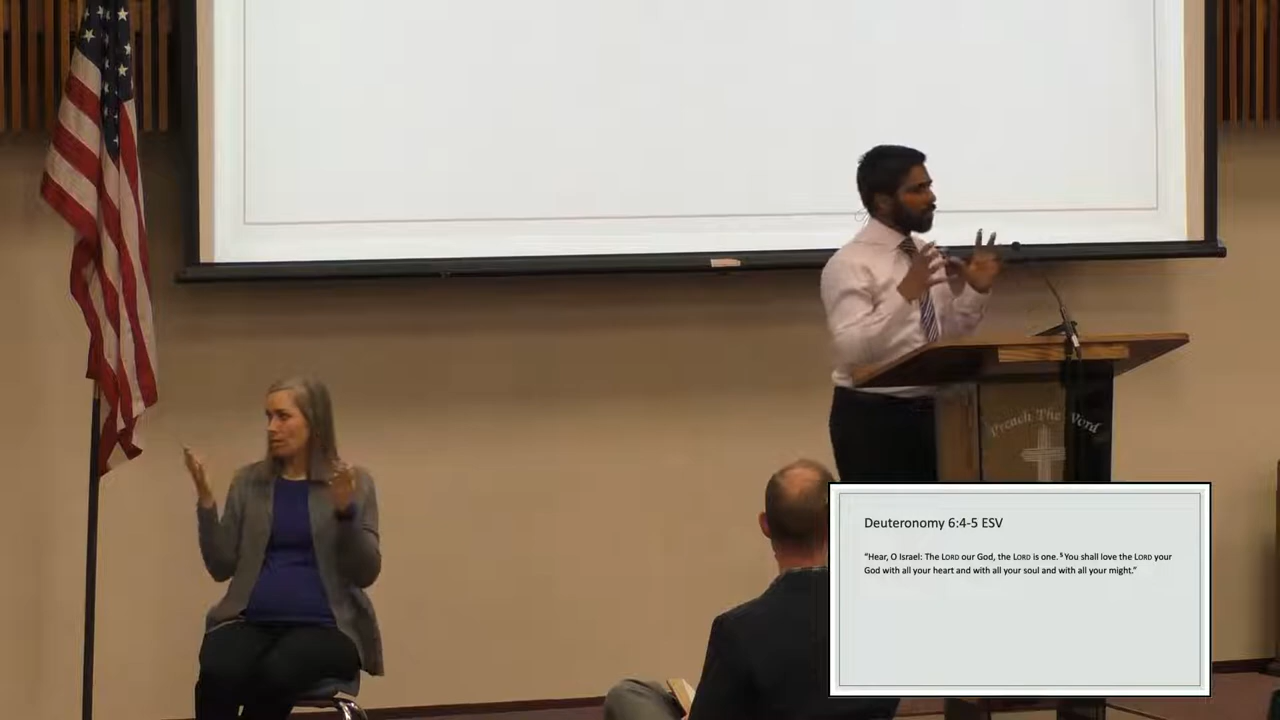 Preach The Word
Deuteronomy 6:4-5 ESV
“Hear, O Israel: The LORD our God, the LORD is one. ⁵ You shall love the LORD your
God with all your heart and with all your soul and with all your might.”